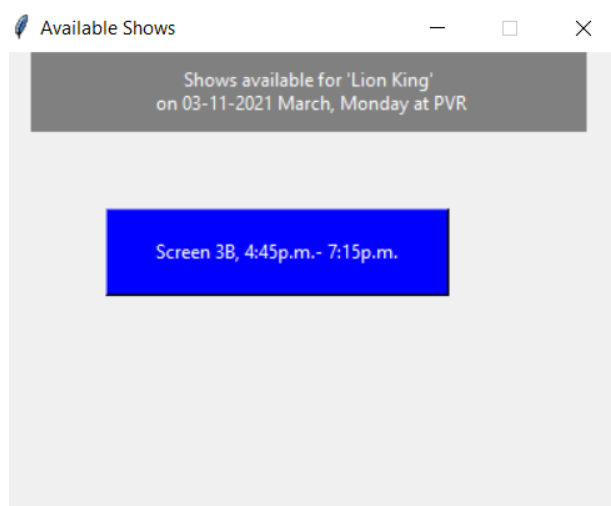 Available Shows
Shows available for 'Lion King'
on 03-11-2021 March, Monday at PVR
Screen 3B, 4:45p.m.- 7:15p.m.